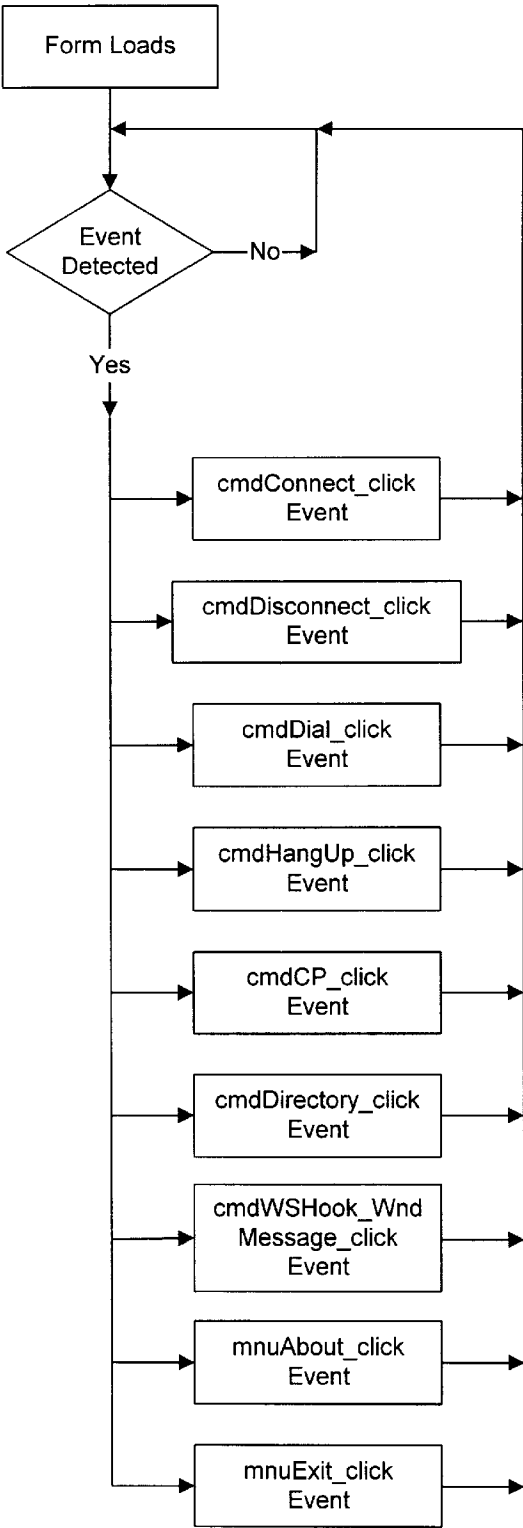 Form Loads
Event
Detected
No
Yes
cmdConnect_click
Event
cmdDisconnect_click
Event
cmdDial_click
Event
cmdHangUp_click
Event
cmdCP_click
Event
cmdDirectory_click
Event
cmdWSHook_Wnd
Message_click
Event
mnuAbout_click
Event
mnuExit_click
Event